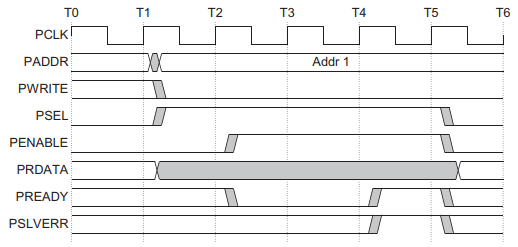 T0 T1 T2 T3 T4 T5 T6
PCLK
PADDR Addr 1
PWRITE
PSEL
PENABLE
PRDATA
PREADY
PSLVERR